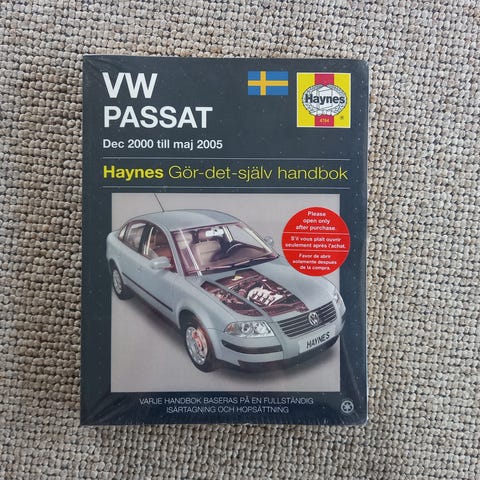 VW
PASSAT
Dec 2000 till maj 2005
Haynes
4764
Haynes Gör-det-själv handbok
Please
open only
after purchase.
S'il vous plaît ouvrir
seulement après l'achat.
Favor de abrir
solamente después
de la compra.
HAYNES
VARJE HANDBOK BASERAS PÅ EN FULLSTÄNDIG
ISÄRTAGNING OCH HOPSÄTTNING